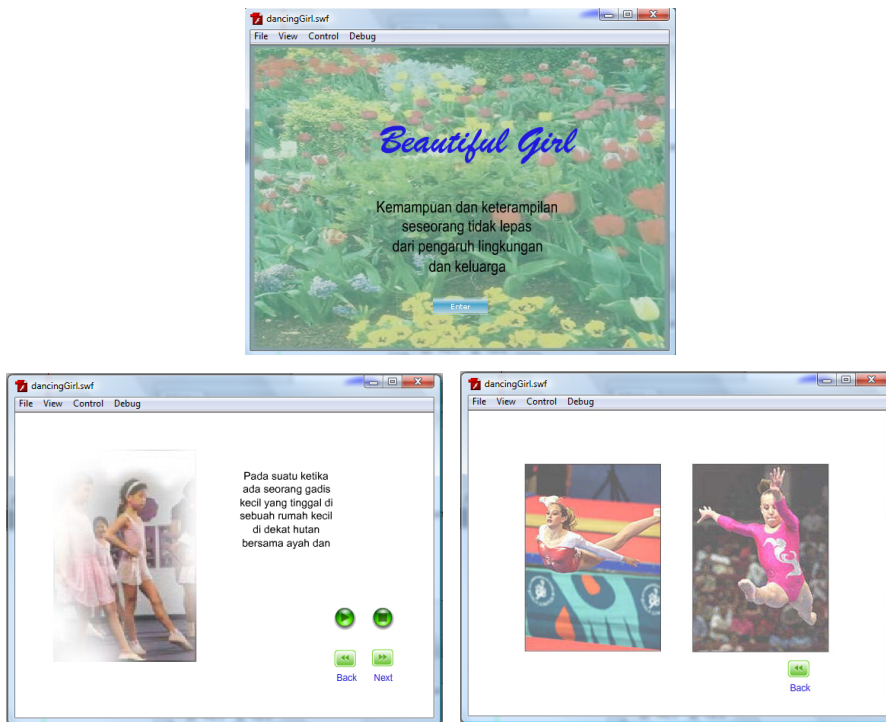 dancingGirl.swf
File View Control Debug
Beautiful Girl
Kemampuan dan keterampilan
seseorang tidak lepas
dari pengaruh lingkungan
dan keluarga
Enter
dancingGirl.swf
File View Control Debug
Pada suatu ketika
ada seorang gadis
kecil yang tinggal di
sebuah rumah kecil
di dekat hutan
bersama ayah dan
Back Next
dancingGirl.swf
File View Control Debug
Back